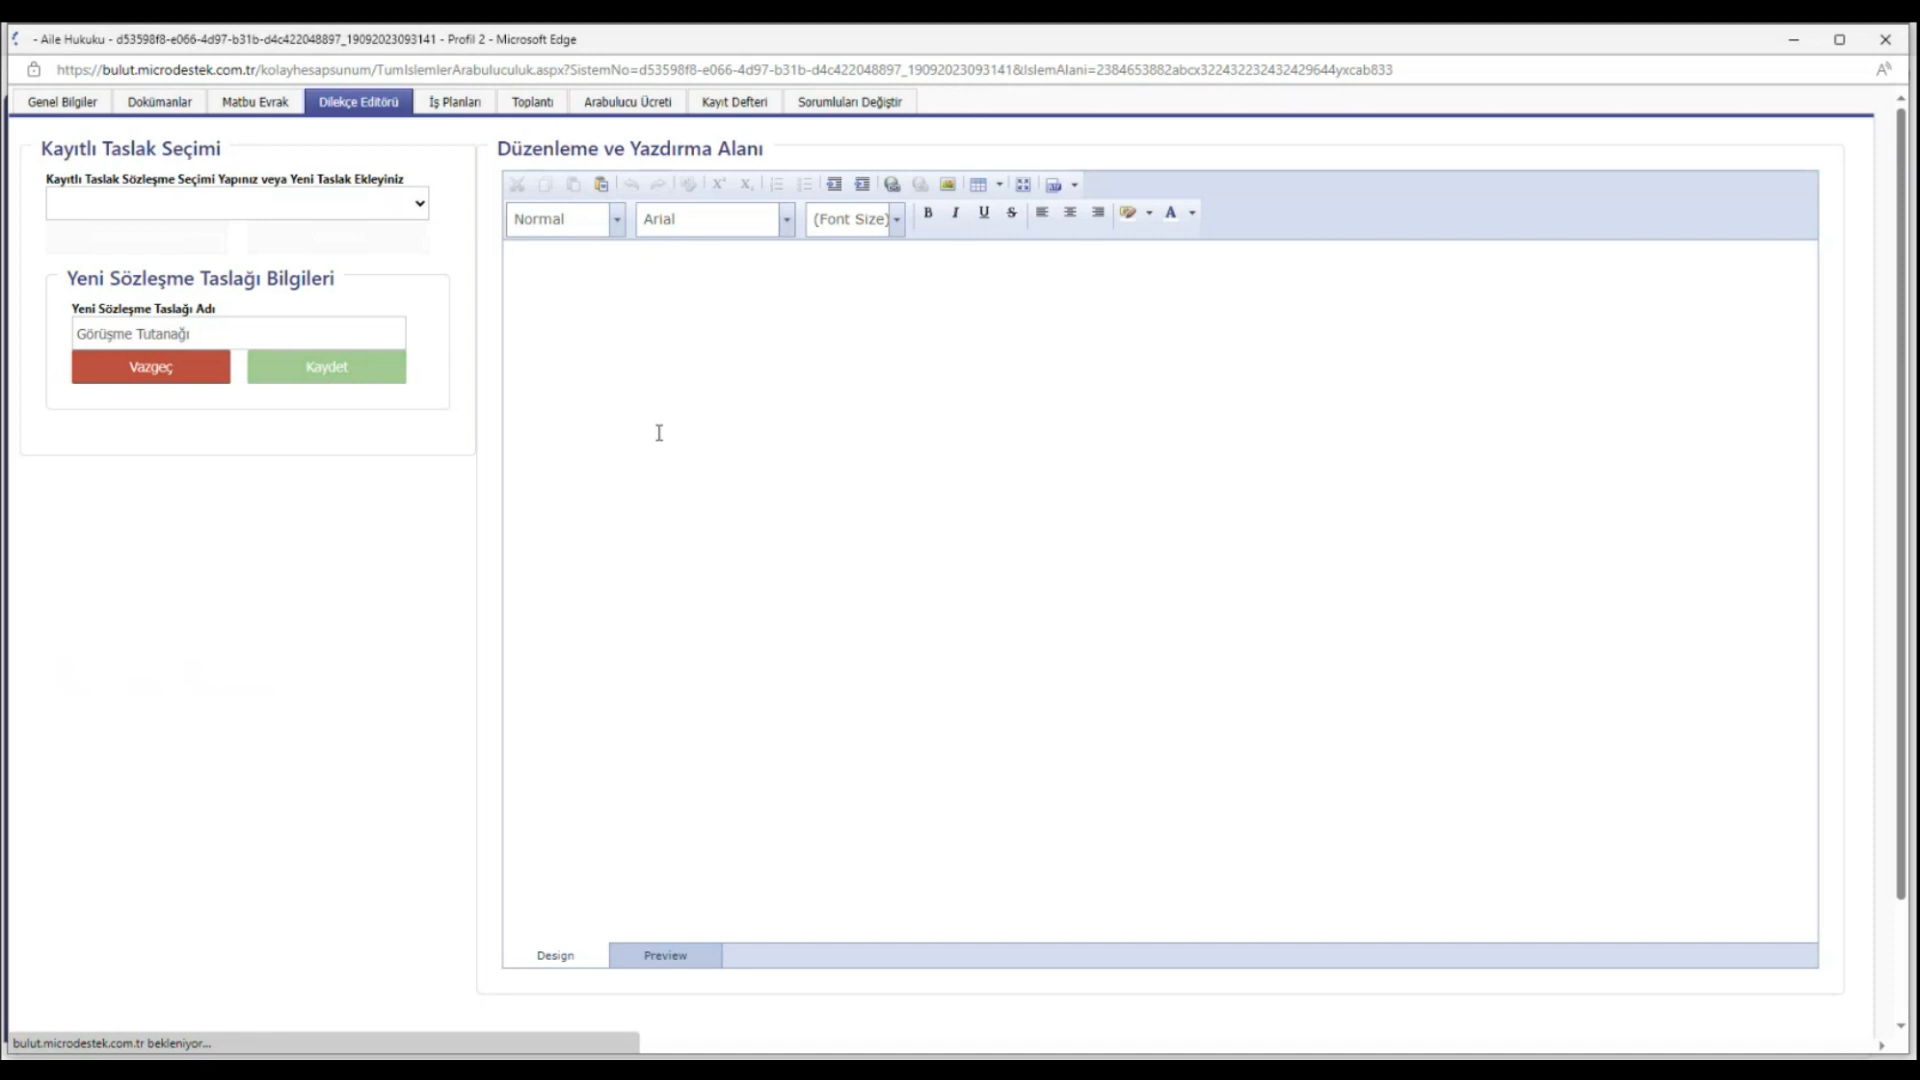 - Aile Hukuku - d53598f8-e066-4d97-b31b-d4c422048897_19092023093141 - Profil 2 - Microsoft Edge
https://bulut.microdestek.com.tr/kolayhesapsunum/TumIslemlerArabuluculuk.aspx?SistemNo=d53598f8-e066-4d97-b31b-d4c422048897_19092023093141&IslemAlani=2384653882abcx322432232432429644yxcab833
Genel Bilgiler Dokümanlar Matbu Evrak Dilekçe Editörü İş Planları Toplantı Arabulucu Ücreti Kayıt Defteri Sorumluları Değiştir
Kayıtlı Taslak Seçimi
Kayıtlı Taslak Sözleşme Seçimi Yapınız veya Yeni Taslak Ekleyiniz
Yeni Sözleşme Taslağı Bilgileri
Yeni Sözleşme Taslağı Adı
Görüşme Tutanağı
Vazgeç Kaydet
Düzenleme ve Yazdırma Alanı
Normal Arial (Font Size) B I U S A
Design Preview
bulut.microdestek.com.tr bekleniyor...